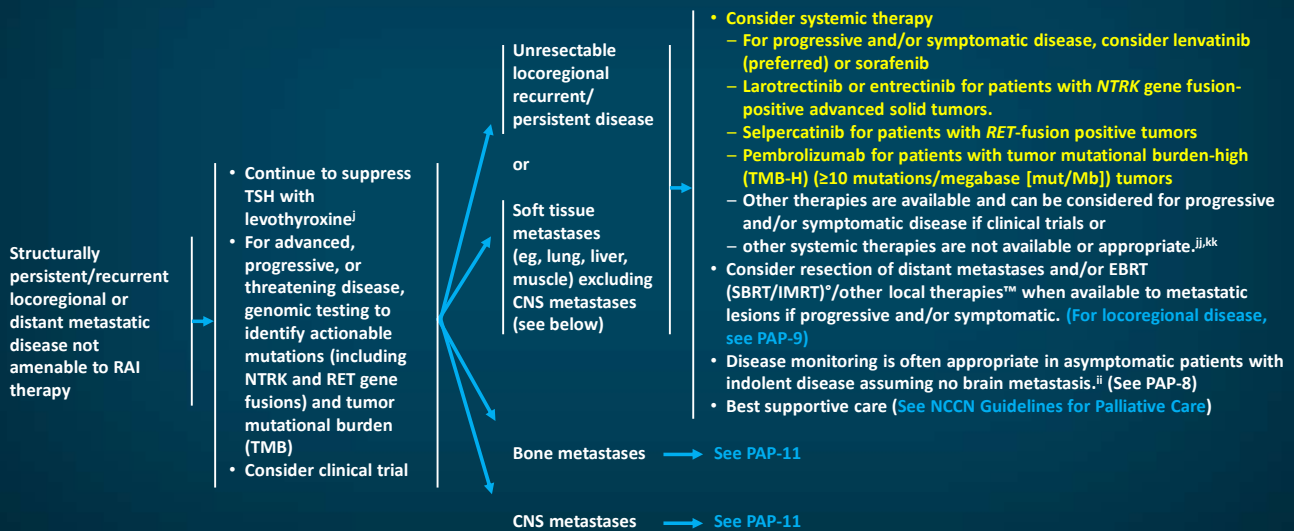 Structurally
persistent/recurrent
locoregional or
distant metastatic
disease not
amenable to RAI
therapy
• Continue to suppress
TSH with
levothyroxineʲ
• For advanced,
progressive, or
threatening disease,
genomic testing to
identify actionable
mutations (including
NTRK and RET gene
fusions) and tumor
mutational burden
(TMB)
• Consider clinical trial
Unresectable
locoregional
recurrent/
persistent disease
or
Soft tissue
metastases
(eg, lung, liver,
muscle) excluding
CNS metastases
(see below)
• Consider systemic therapy
– For progressive and/or symptomatic disease, consider lenvatinib
(preferred) or sorafenib
– Larotrectinib or entrectinib for patients with NTRK gene fusion-
positive advanced solid tumors.
– Selpercatinib for patients with RET-fusion positive tumors
– Pembrolizumab for patients with tumor mutational burden-high
(TMB-H) (≥10 mutations/megabase [mut/Mb]) tumors
– Other therapies are available and can be considered for progressive
and/or symptomatic disease if clinical trials or
– other systemic therapies are not available or appropriate.ʲʲ,ᵏᵏ
• Consider resection of distant metastases and/or EBRT
(SBRT/IMRT)°/other local therapies™ when available to metastatic
lesions if progressive and/or symptomatic. (For locoregional disease,
see PAP-9)
• Disease monitoring is often appropriate in asymptomatic patients with
indolent disease assuming no brain metastasis.ⁱⁱ (See PAP-8)
• Best supportive care (See NCCN Guidelines for Palliative Care)
Bone metastases
See PAP-11
CNS metastases
See PAP-11